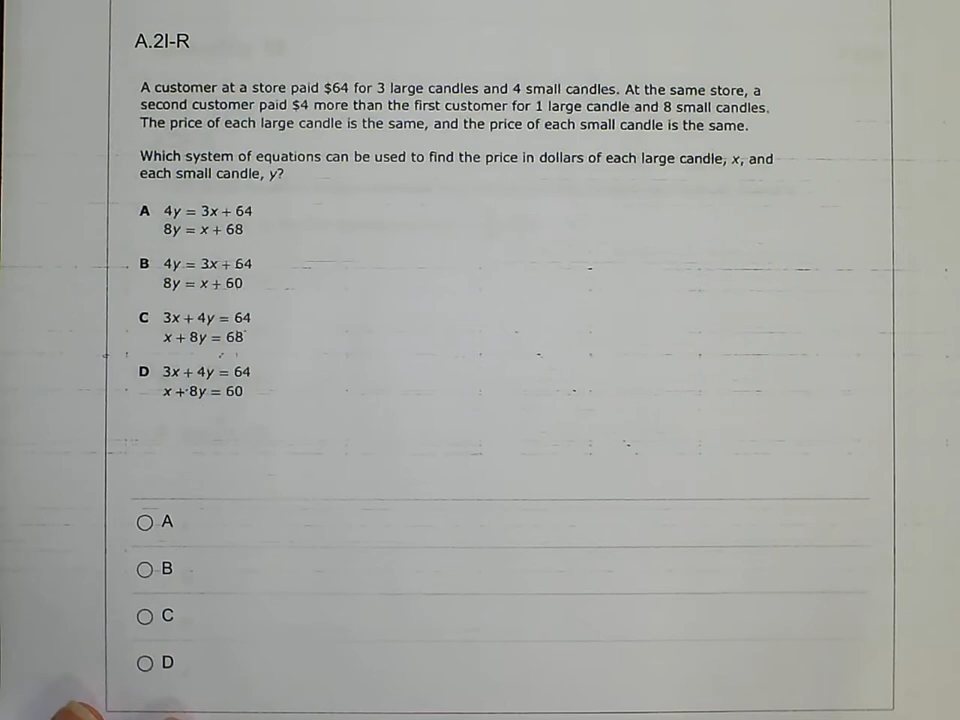 A.2I-R
A customer at a store paid $64 for 3 large candles and 4 small candles. At the same store, a
second customer paid $4 more than the first customer for 1 large candle and 8 small candles.
The price of each large candle is the same, and the price of each small candle is the same.
Which system of equations can be used to find the price in dollars of each large candle, x, and
each small candle, y?
A 4y = 3x + 64
8y = x + 68
B 4y = 3x + 64
8y = x + 60
C 3x + 4y = 64
x + 8y = 68
D 3x + 4y = 64
x + 8y = 60
A
B
C
D